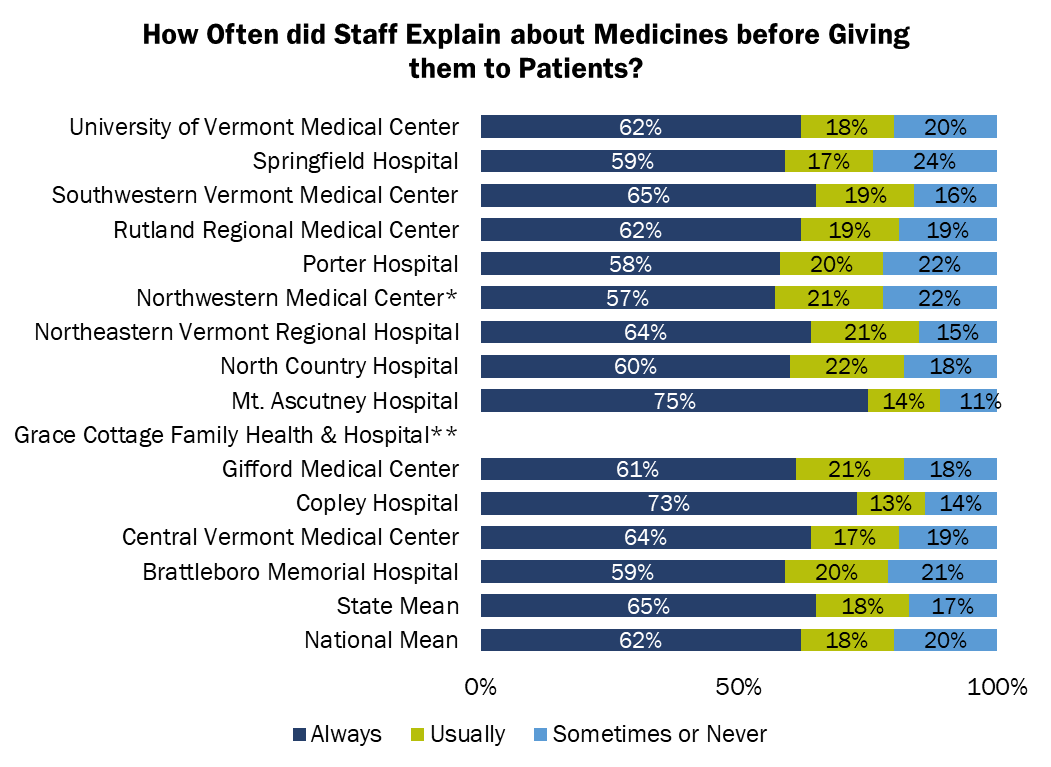 How Often did Staff Explain about Medicines before Giving
them to Patients?
University of Vermont Medical Center 62% 18% 20%
Springfield Hospital 59% 17% 24%
Southwestern Vermont Medical Center 65% 19% 16%
Rutland Regional Medical Center 62% 19% 19%
Porter Hospital 58% 20% 22%
Northwestern Medical Center* 57% 21% 22%
Northeastern Vermont Regional Hospital 64% 21% 15%
North Country Hospital 60% 22% 18%
Mt. Ascutney Hospital 75% 14% 11%
Grace Cottage Family Health & Hospital**
Gifford Medical Center 61% 21% 18%
Copley Hospital 73% 13% 14%
Central Vermont Medical Center 64% 17% 19%
Brattleboro Memorial Hospital 59% 20% 21%
State Mean 65% 18% 17%
National Mean 62% 18% 20%
0% 50% 100%
Always Usually Sometimes or Never